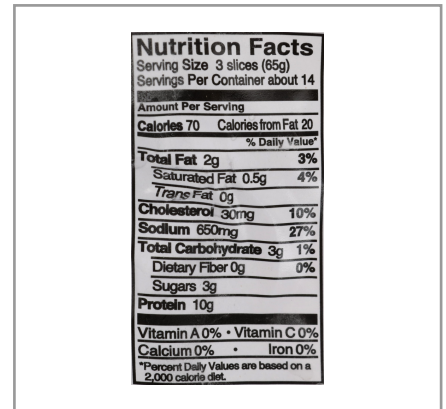 Nutrition Facts
Serving Size 3 slices (65g)
Servings Per Container about 14
Amount Per Serving
Calories 70 Calories from Fat 20
% Daily Value*
Total Fat 2g 3%
Saturated Fat 0.5g 4%
Trans Fat 0g
Cholesterol 30mg 10%
Sodium 650mg 27%
Total Carbohydrate 3g 1%
Dietary Fiber 0g 0%
Sugars 3g
Protein 10g
Vitamin A 0% • Vitamin C 0%
Calcium 0% • Iron 0%
*Percent Daily Values are based on a
2,000 calorie diet.